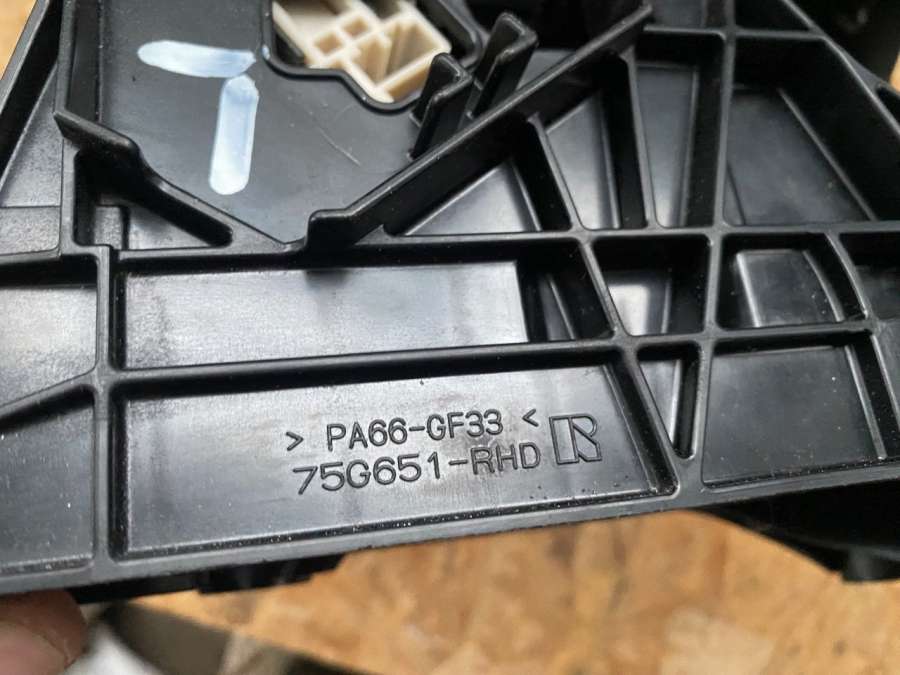 > PA66-GF33 <
75G651-RHD R